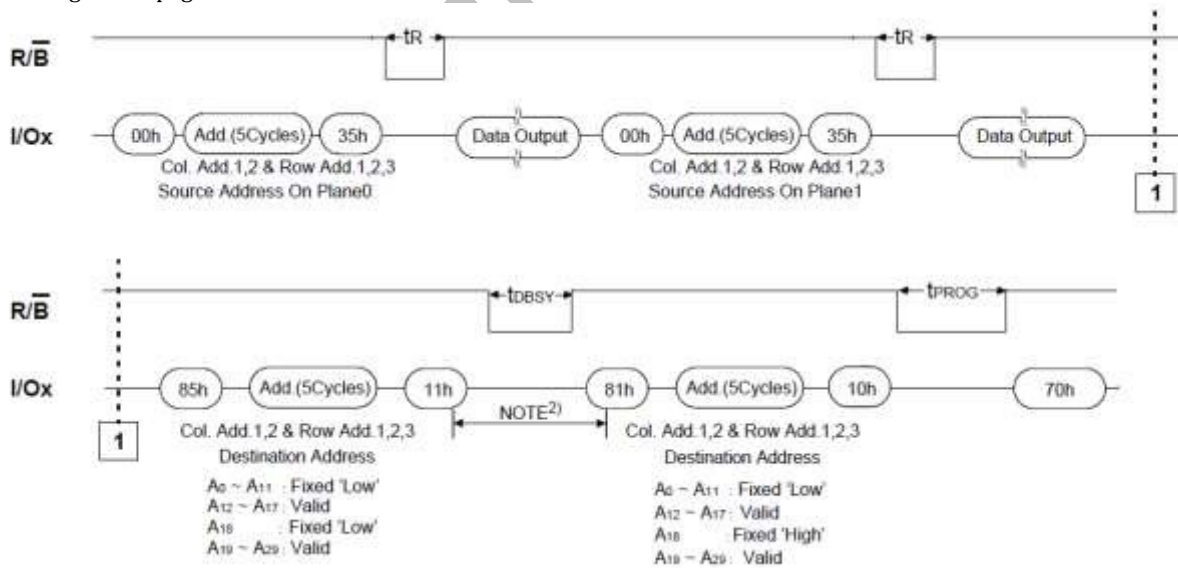 tR tR
R/B
I/Ox 00h Add.(5Cycles) 35h Data Output 00h Add.(5Cycles) 35h Data Output
Col. Add.1,2 & Row Add.1,2,3 Col. Add.1,2 & Row Add.1,2,3
Source Address On Plane0 Source Address On Plane1
1
tDBSY tPROG
R/B
I/Ox 85h Add.(5Cycles) 11h 81h Add.(5Cycles) 10h 70h
NOTE2)
1
Col. Add.1,2 & Row Add.1,2,3 Col. Add.1,2 & Row Add.1,2,3
Destination Address Destination Address
A0 ~ A11 : Fixed 'Low' A0 ~ A11 : Fixed 'Low'
A12 ~ A17 : Valid A12 ~ A17 : Valid
A18 : Fixed 'Low' A18 : Fixed 'High'
A19 ~ A29 : Valid A19 ~ A29 : Valid